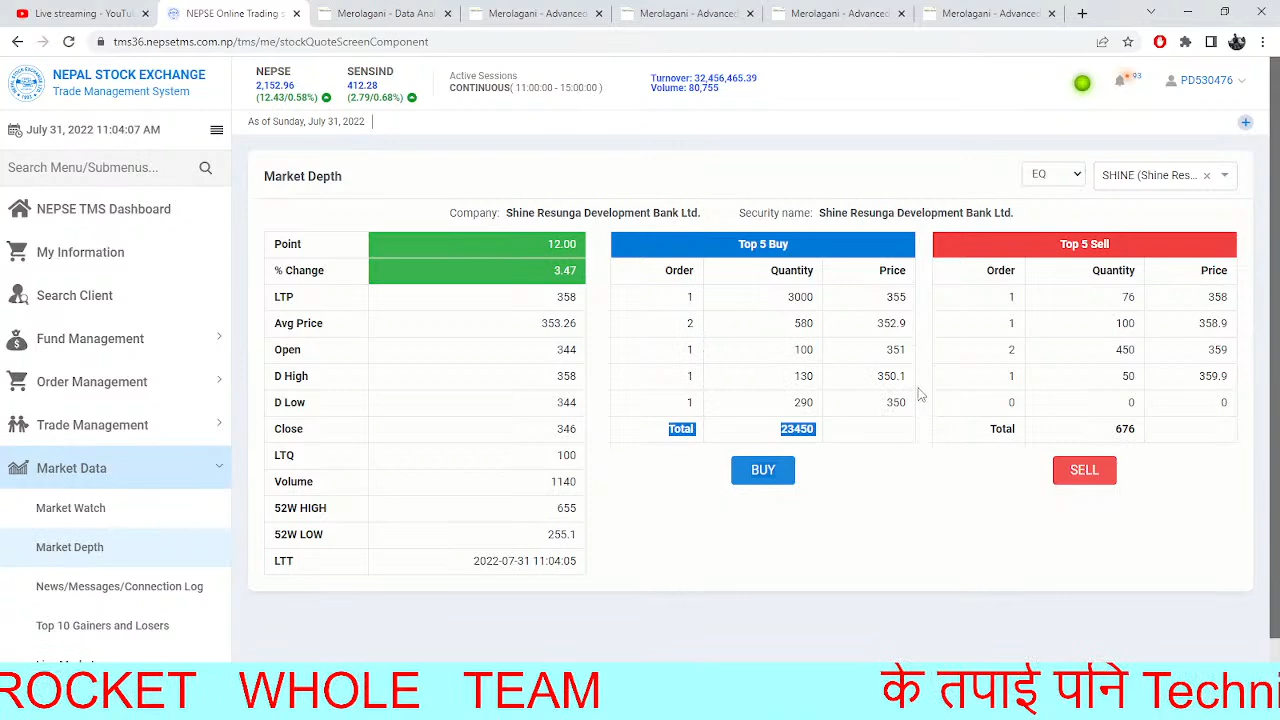 Live streaming - YouTube
NEPSE Online Trading s
Merolagani - Data Anal
Merolagani - Advanced
Merolagani - Advanced
Merolagani - Advanced
Merolagani - Advanced
tms36.nepsetms.com.np/tms/me/stockQuoteScreenComponent
NEPAL STOCK EXCHANGE
Trade Management System
NEPSE
2,152.96
(12.43/0.58%)
SENSIND
412.28
(2.79/0.68%)
Active Sessions
CONTINUOUS( 11:00:00 - 15:00:00 )
Turnover: 32,456,465.39
Volume: 80,755
93
PD530476
July 31, 2022 11:04:07 AM
As of Sunday, July 31, 2022
Search Menu/Submenus...
NEPSE TMS Dashboard
My Information
Search Client
Fund Management
Order Management
Trade Management
Market Data
Market Watch
Market Depth
News/Messages/Connection Log
Top 10 Gainers and Losers
Market Depth
EQ
SHINE (Shine Res...
Company: Shine Resunga Development Bank Ltd.
Security name: Shine Resunga Development Bank Ltd.
Point 12.00
% Change 3.47
LTP 358
Avg Price 353.26
Open 344
D High 358
D Low 344
Close 346
LTQ 100
Volume 1140
52W HIGH 655
52W LOW 255.1
LTT 2022-07-31 11:04:05
Top 5 Buy
Order Quantity Price
1 3000 355
2 580 352.9
1 100 351
1 130 350.1
1 290 350
Total 23450
BUY
Top 5 Sell
Order Quantity Price
1 76 358
1 100 358.9
2 450 359
1 50 359.9
0 0 0
Total 676
SELL
ROCKET WHOLE TEAM के तपाई पनि Techni